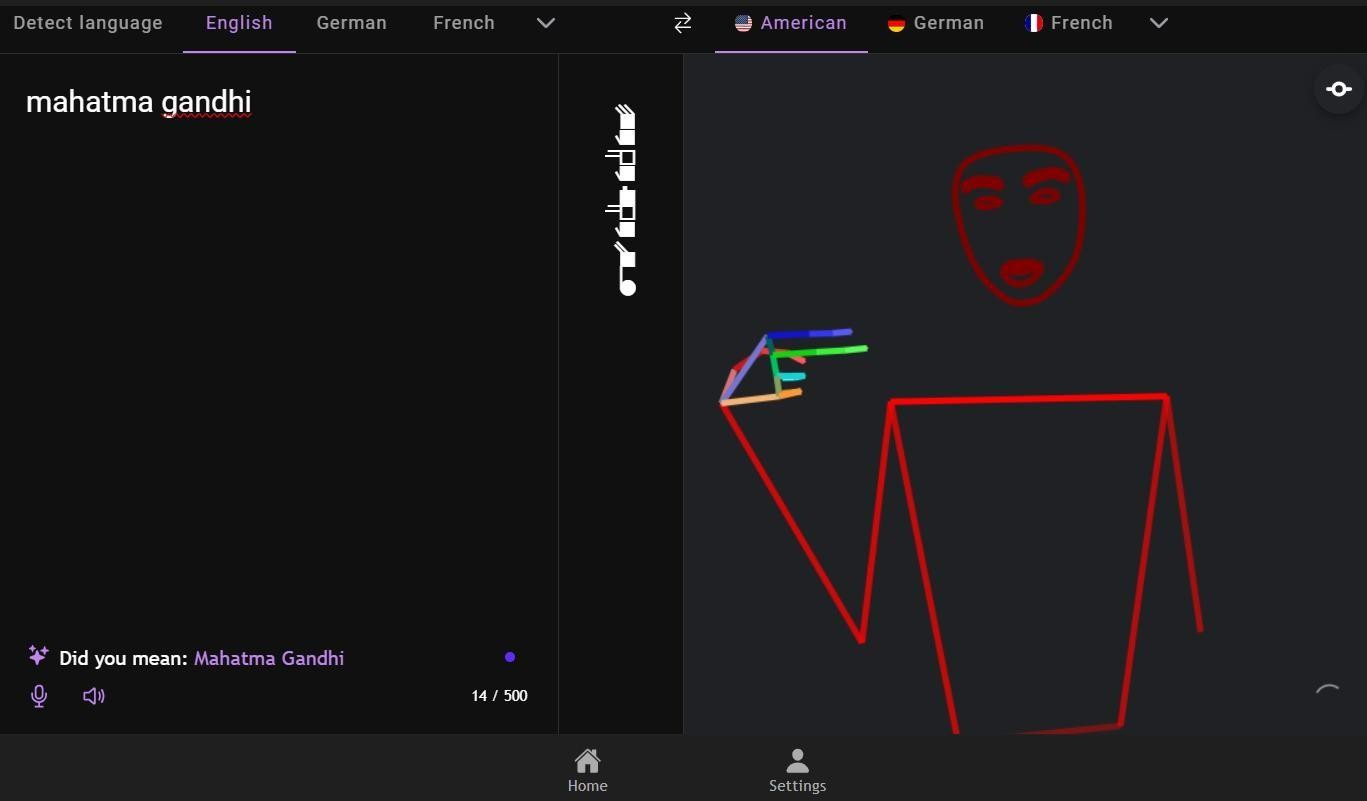 Detect language English German French American German French
mahatma gandhi
Did you mean: Mahatma Gandhi
14 / 500
Home Settings